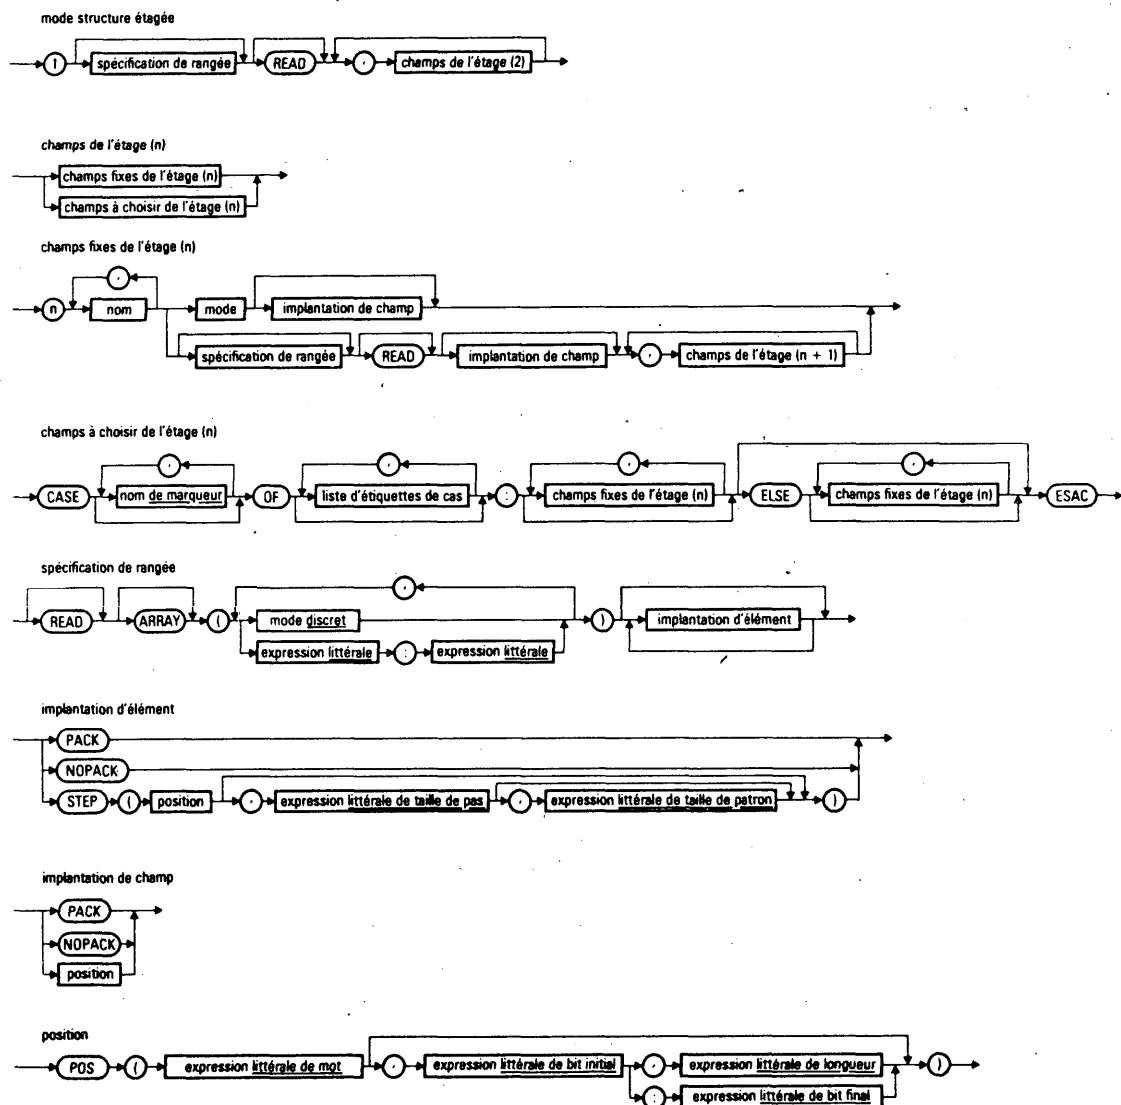 mode structure étagée
1 spécification de rangée READ , champs de l'étage (2)
champs de l'étage (n)
champs fixes de l'étage (n)
champs à choisir de l'étage (n)
champs fixes de l'étage (n)
,
n nom mode implantation de champ
spécification de rangée READ implantation de champ , champs de l'étage (n + 1)
champs à choisir de l'étage (n)
, , , ,
CASE nom de marqueur OF liste d'étiquettes de cas : champs fixes de l'étage (n) ELSE champs fixes de l'étage (n) ESAC
spécification de rangée
,
READ ARRAY ( mode discret ) implantation d'élément
expression littérale : expression littérale
implantation d'élément
PACK
NOPACK
STEP ( position , expression littérale de taille de pas , expression littérale de taille de patron )
implantation de champ
PACK
NOPACK
position
position
POS ( expression littérale de mot , expression littérale de bit initial , expression littérale de longueur )
: expression littérale de bit final